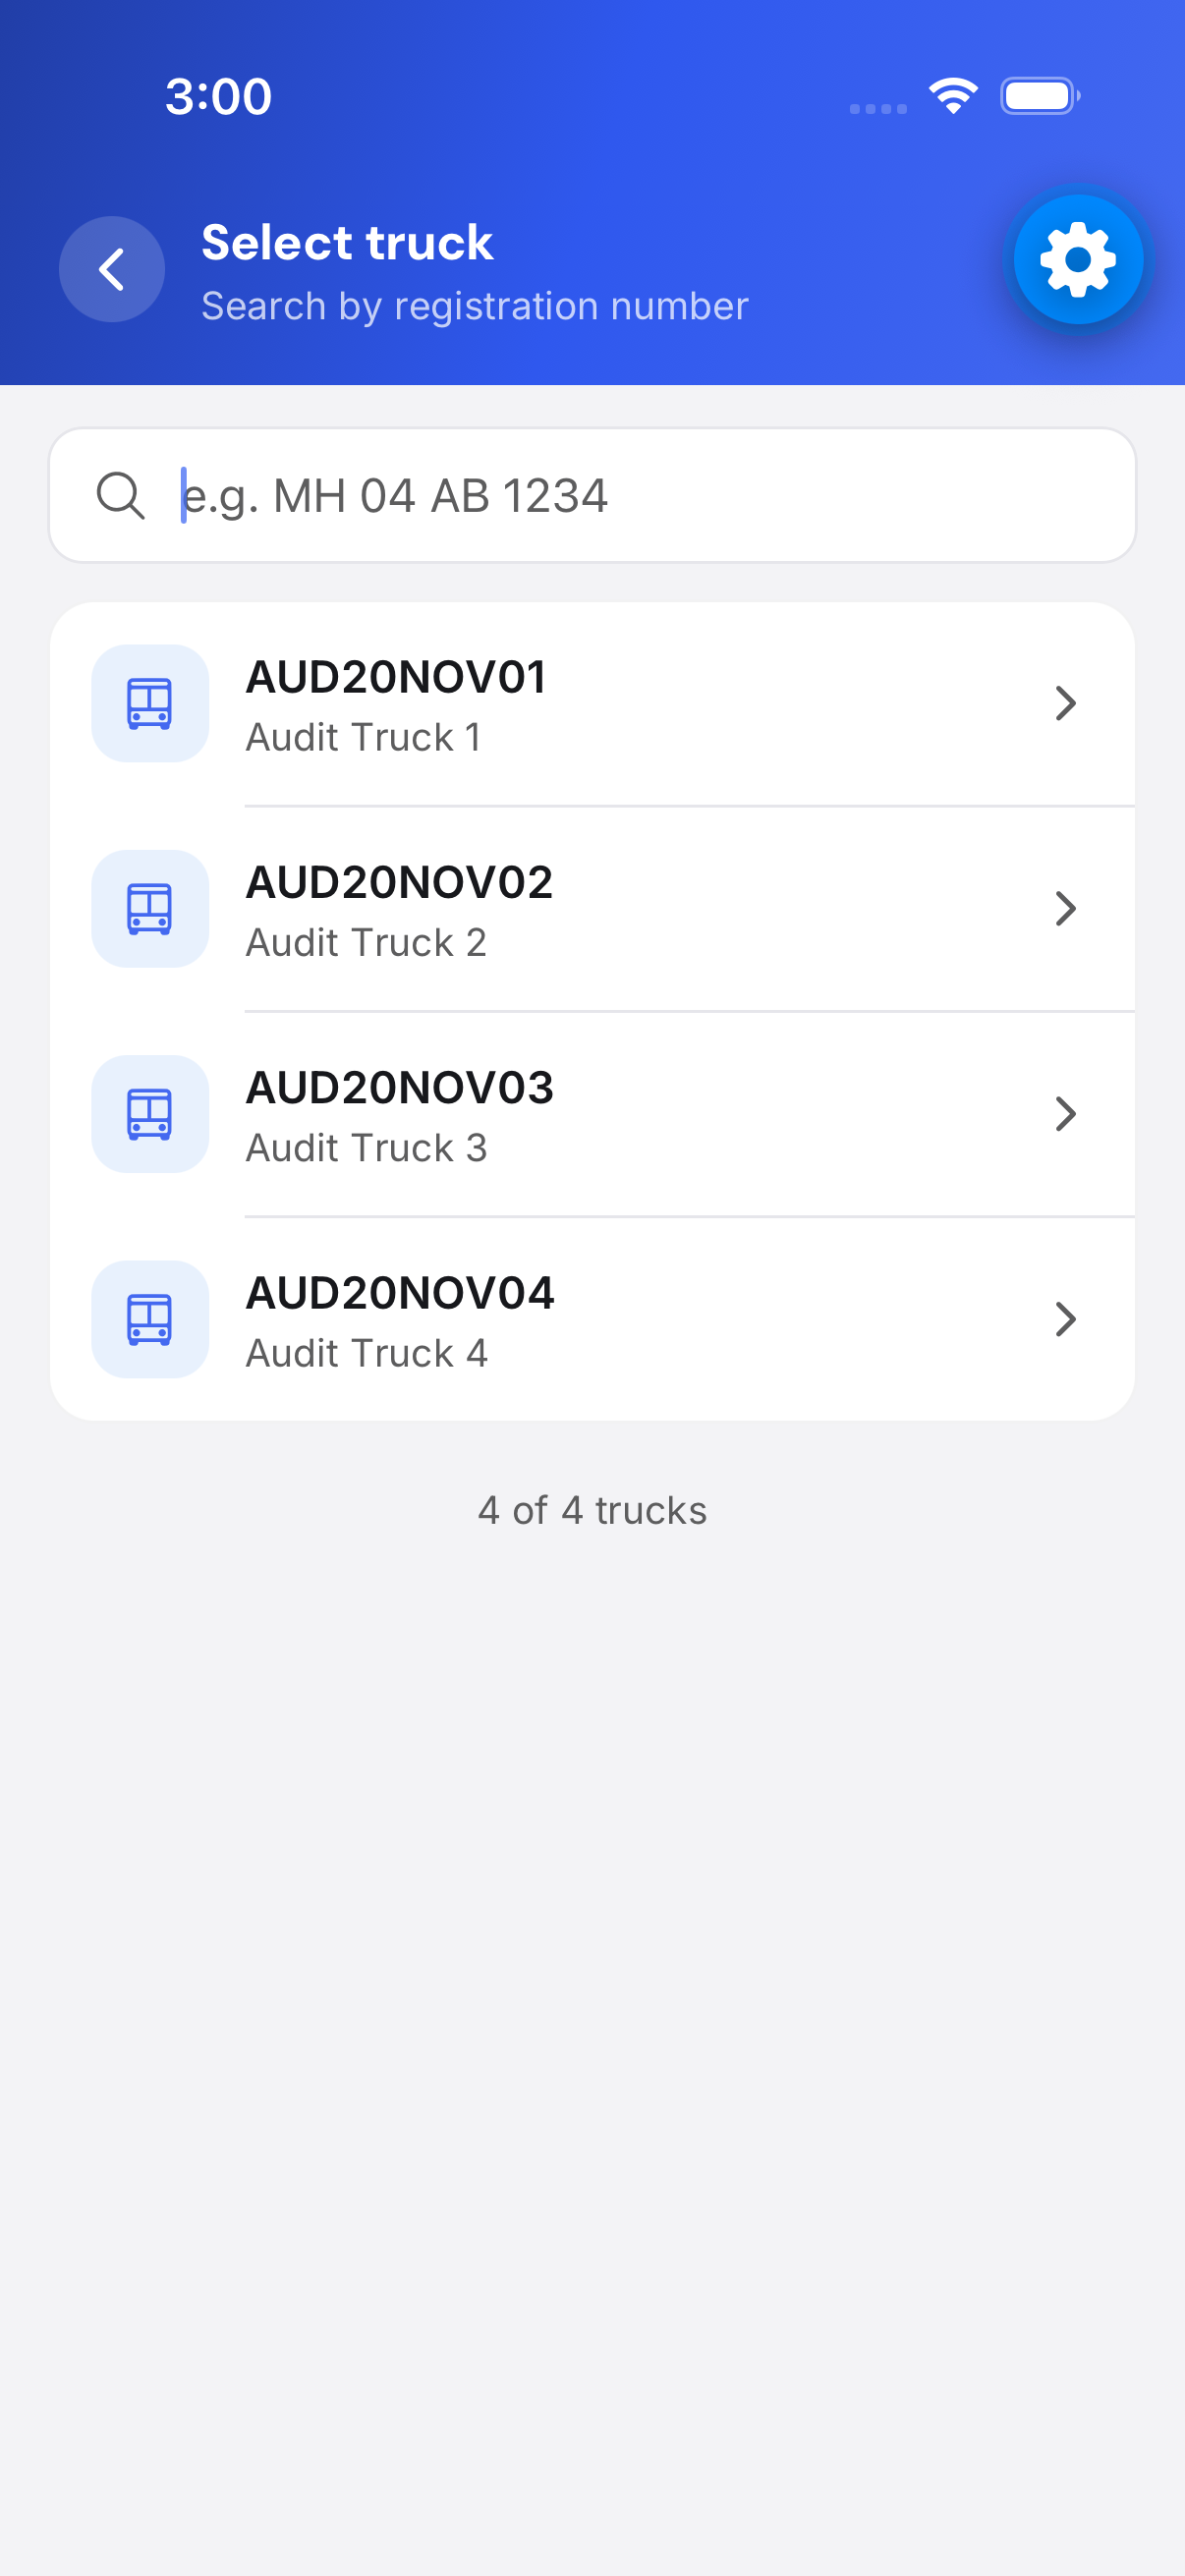 3:00
Select truck
Search by registration number
e.g. MH 04 AB 1234
AUD20NOV01
Audit Truck 1
AUD20NOV02
Audit Truck 2
AUD20NOV03
Audit Truck 3
AUD20NOV04
Audit Truck 4
4 of 4 trucks